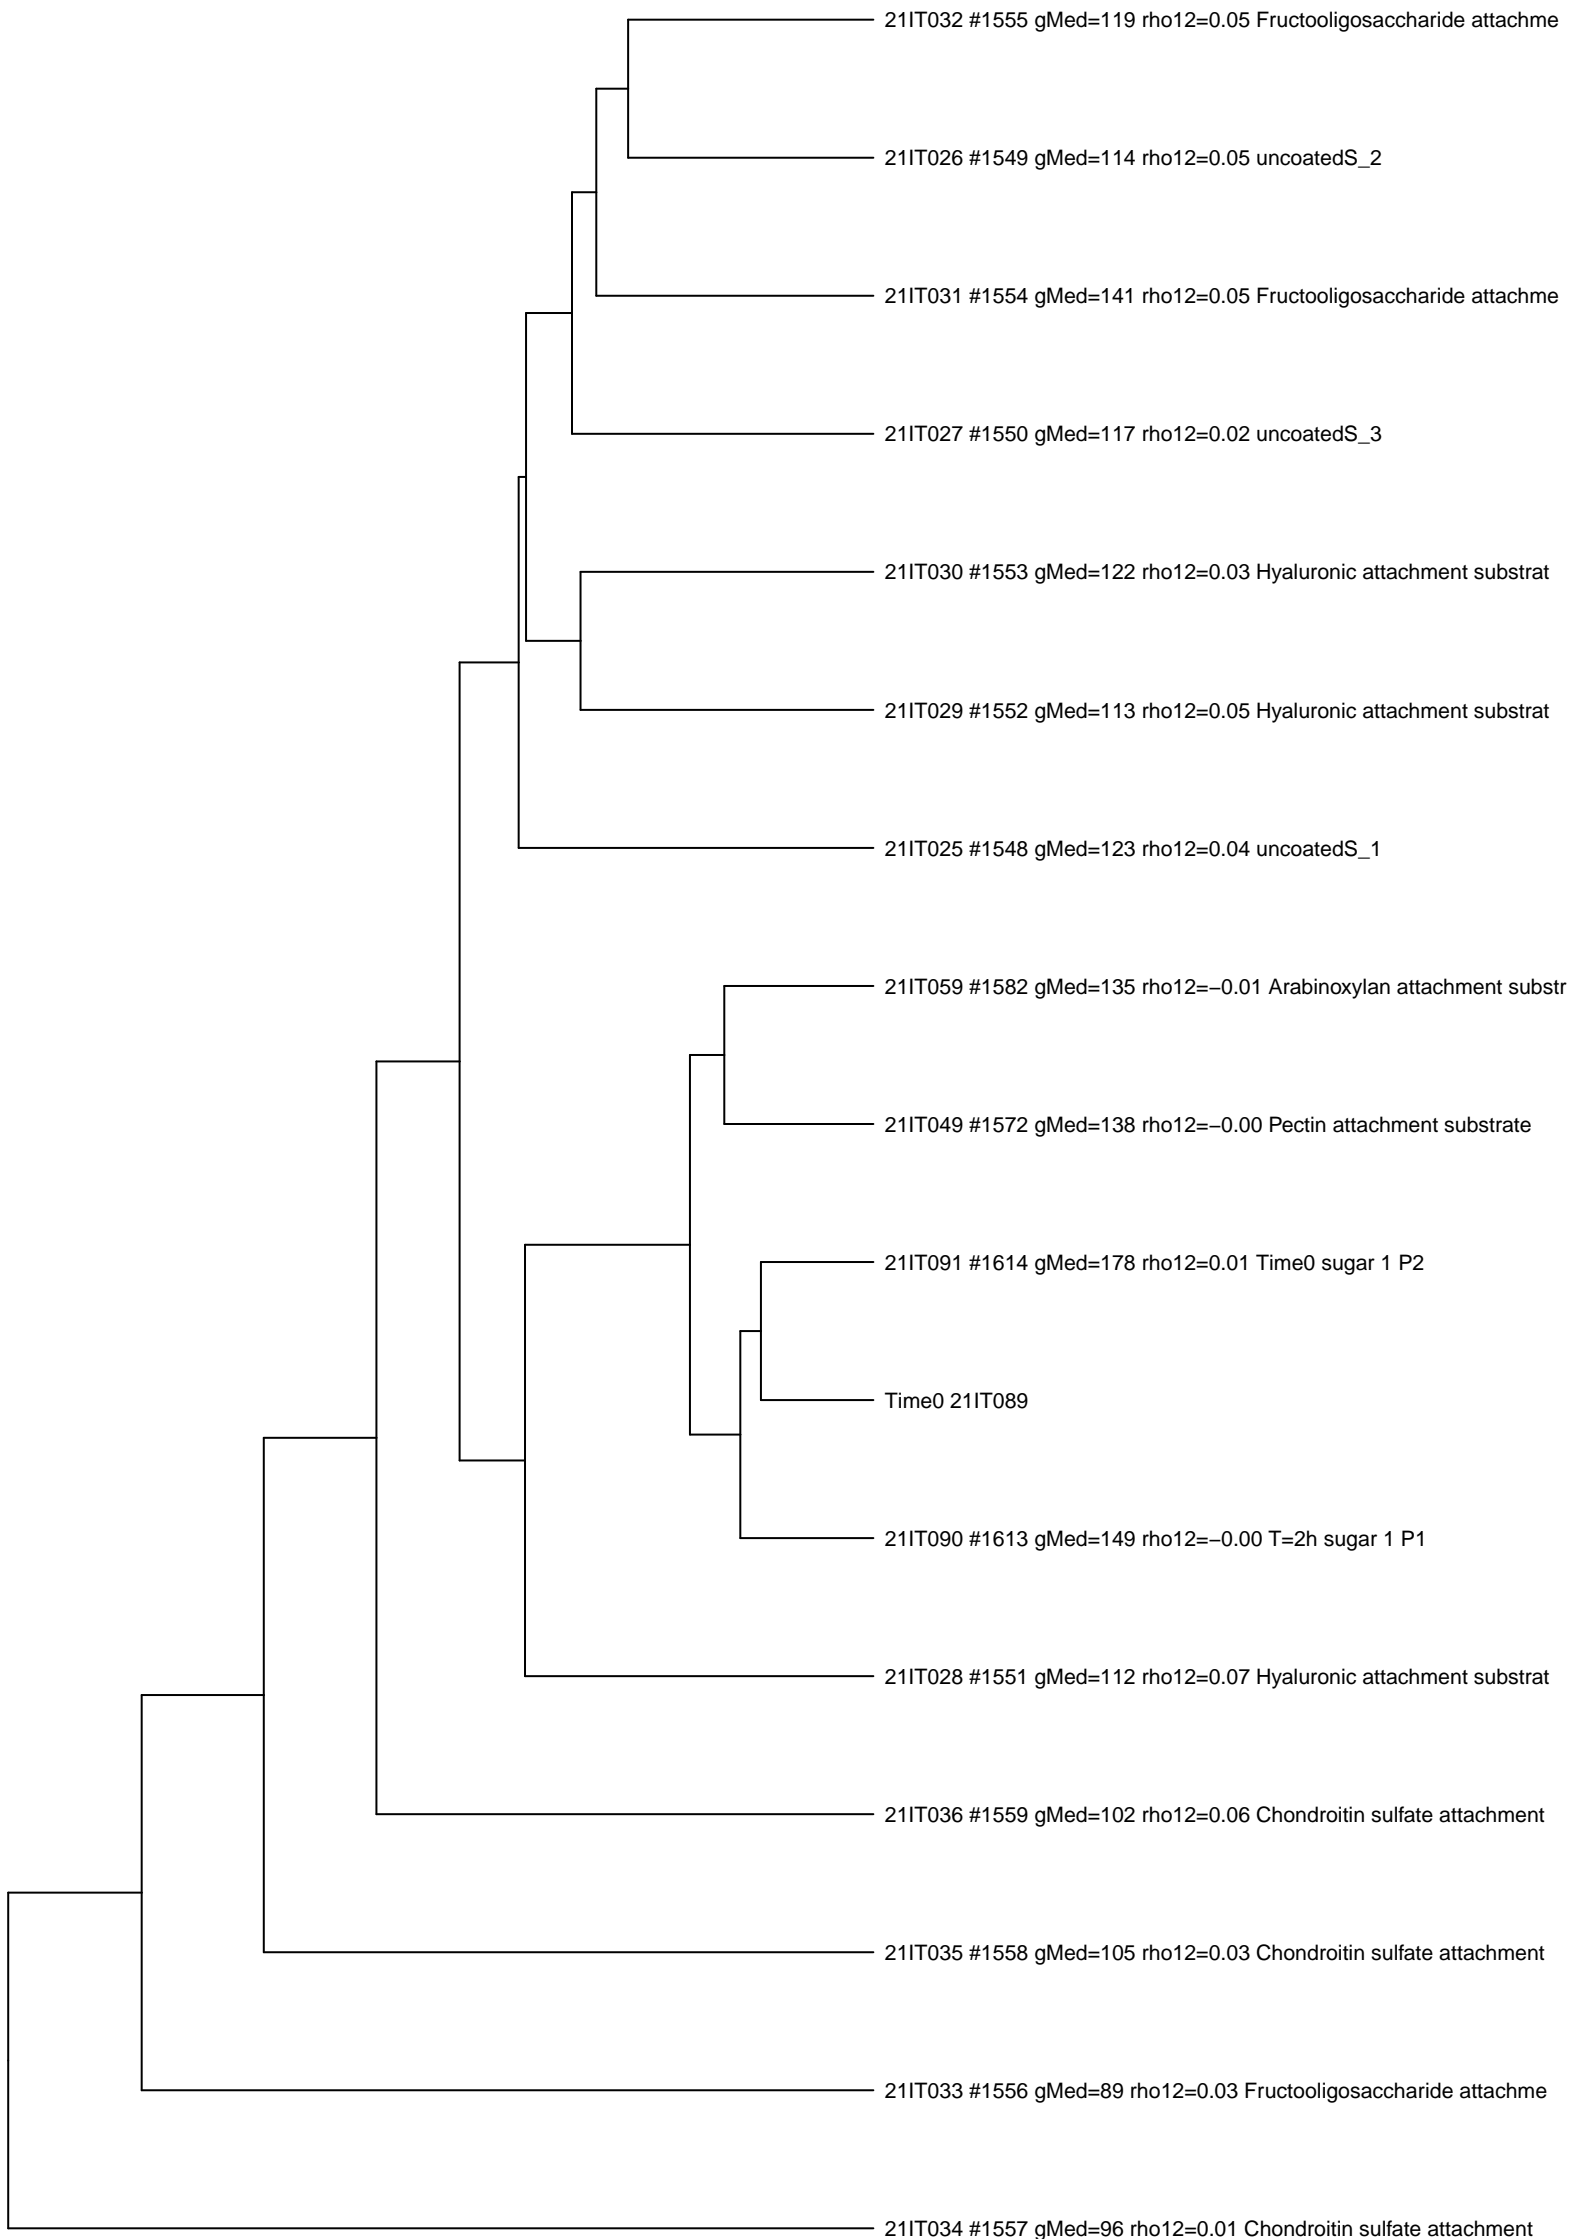 21IT032 #1555 gMed=119 rho12=0.05 Fructooligosaccharide attachme
21IT026 #1549 gMed=114 rho12=0.05 uncoatedS_2
21IT031 #1554 gMed=141 rho12=0.05 Fructooligosaccharide attachme
21IT027 #1550 gMed=117 rho12=0.02 uncoatedS_3
21IT030 #1553 gMed=122 rho12=0.03 Hyaluronic attachment substrat
21IT029 #1552 gMed=113 rho12=0.05 Hyaluronic attachment substrat
21IT025 #1548 gMed=123 rho12=0.04 uncoatedS_1
21IT059 #1582 gMed=135 rho12=−0.01 Arabinoxylan attachment substr
21IT049 #1572 gMed=138 rho12=−0.00 Pectin attachment substrate
21IT091 #1614 gMed=178 rho12=0.01 Time0 sugar 1 P2
Time0 21IT089
21IT090 #1613 gMed=149 rho12=−0.00 T=2h sugar 1 P1
21IT028 #1551 gMed=112 rho12=0.07 Hyaluronic attachment substrat
21IT036 #1559 gMed=102 rho12=0.06 Chondroitin sulfate attachment
21IT035 #1558 gMed=105 rho12=0.03 Chondroitin sulfate attachment
21IT033 #1556 gMed=89 rho12=0.03 Fructooligosaccharide attachme
21IT034 #1557 gMed=96 rho12=0.01 Chondroitin sulfate attachment